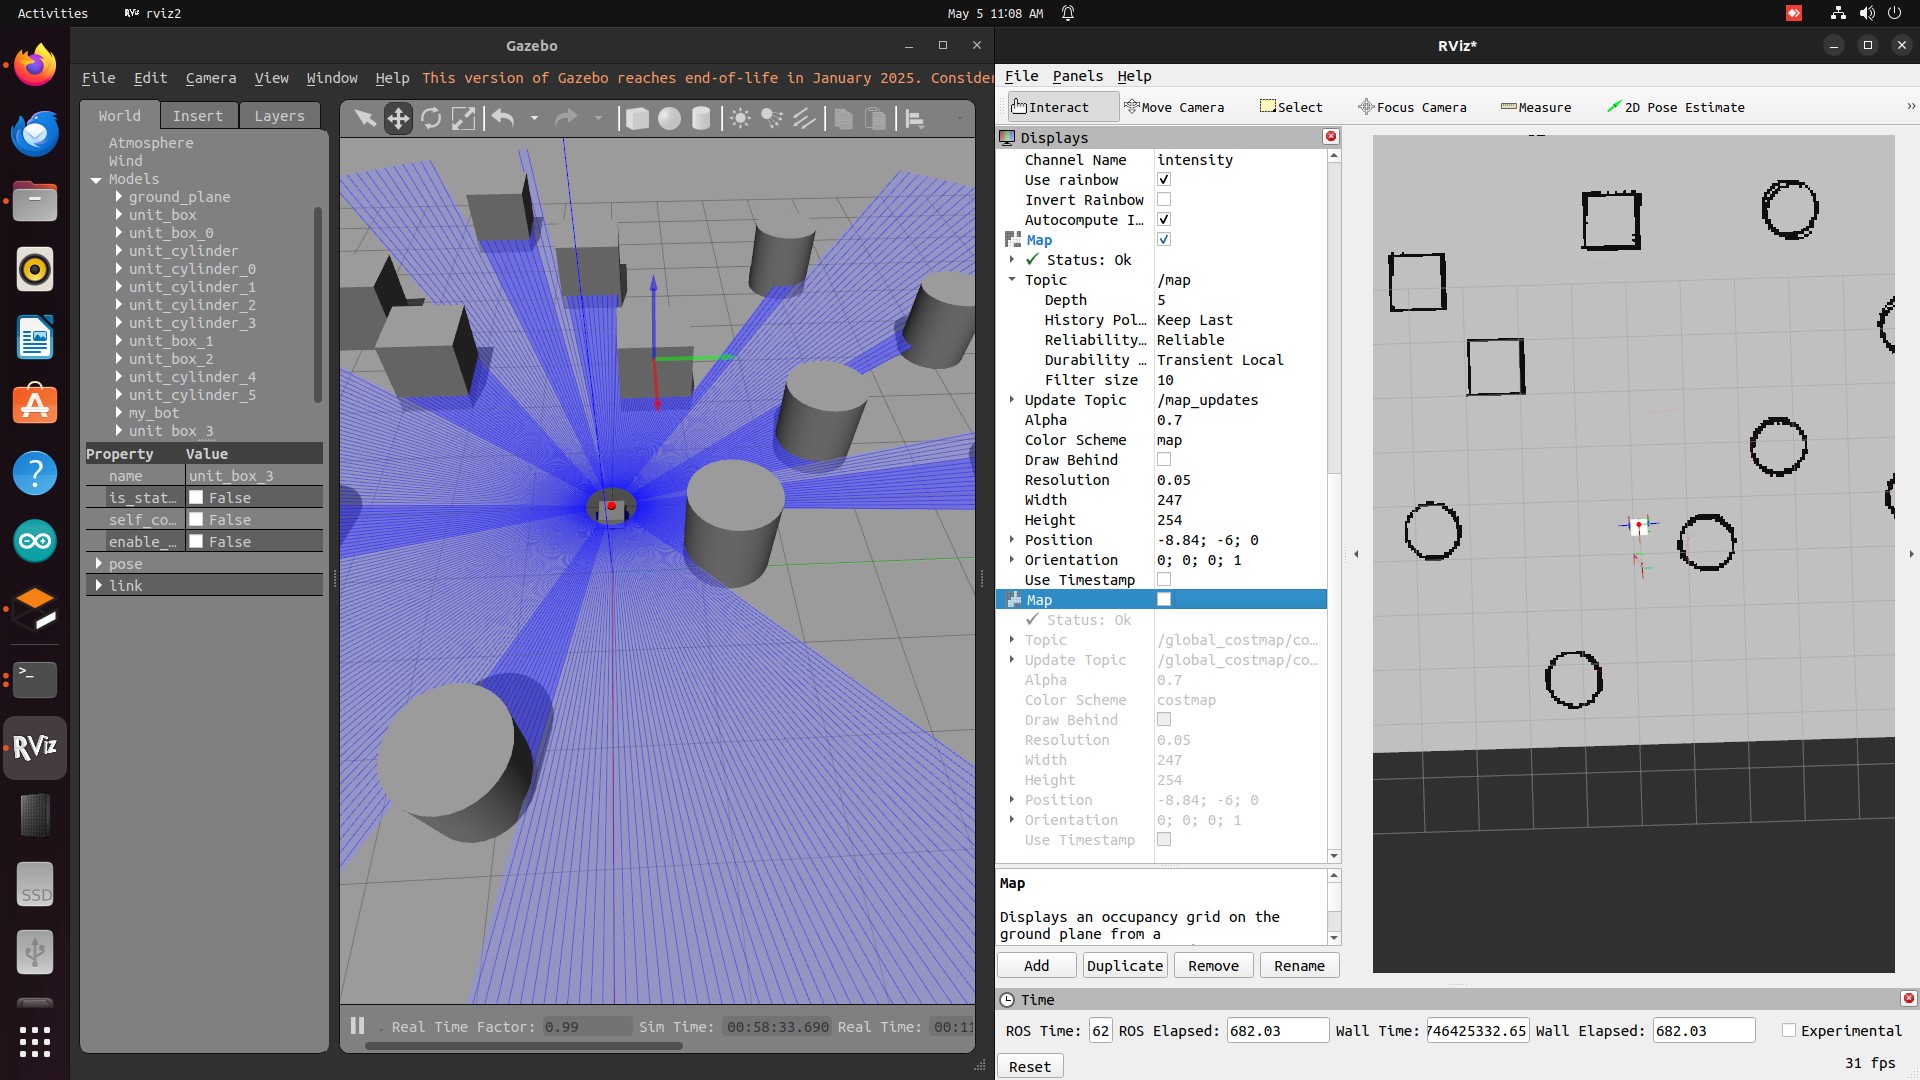 Activities
RViz rviz2
May 5 11:08 AM
Gazebo
File Edit Camera View Window Help This version of Gazebo reaches end-of-life in January 2025. Consider
World Insert Layers
Atmosphere
Wind
Models
ground_plane
unit_box
unit_box_0
unit_cylinder
unit_cylinder_0
unit_cylinder_1
unit_cylinder_2
unit_cylinder_3
unit_box_1
unit_box_2
unit_cylinder_4
unit_cylinder_5
my_bot
unit_box_3
Property Value
name unit_box_3
is_stat... False
self_co... False
enable_... False
pose
link
Real Time Factor: 0.99 Sim Time: 00:58:33.690 Real Time: 00:11
RViz
SSD
RViz*
File Panels Help
Interact Move Camera Select Focus Camera Measure 2D Pose Estimate »
Displays
Channel Name intensity
Use rainbow
Invert Rainbow
Autocompute I...
Map
Status: Ok
Topic /map
Depth 5
History Pol... Keep Last
Reliability... Reliable
Durability ... Transient Local
Filter size 10
Update Topic /map_updates
Alpha 0.7
Color Scheme map
Draw Behind
Resolution 0.05
Width 247
Height 254
Position -8.84; -6; 0
Orientation 0; 0; 0; 1
Use Timestamp
Map
Status: Ok
Topic /global_costmap/co...
Update Topic /global_costmap/co...
Alpha 0.7
Color Scheme costmap
Draw Behind
Resolution 0.05
Width 247
Height 254
Position -8.84; -6; 0
Orientation 0; 0; 0; 1
Use Timestamp
Map
Displays an occupancy grid on the
ground plane from a
Add Duplicate Remove Rename
Time
ROS Time: 62 ROS Elapsed: 682.03 Wall Time: 746425332.65 Wall Elapsed: 682.03 Experimental
Reset
31 fps